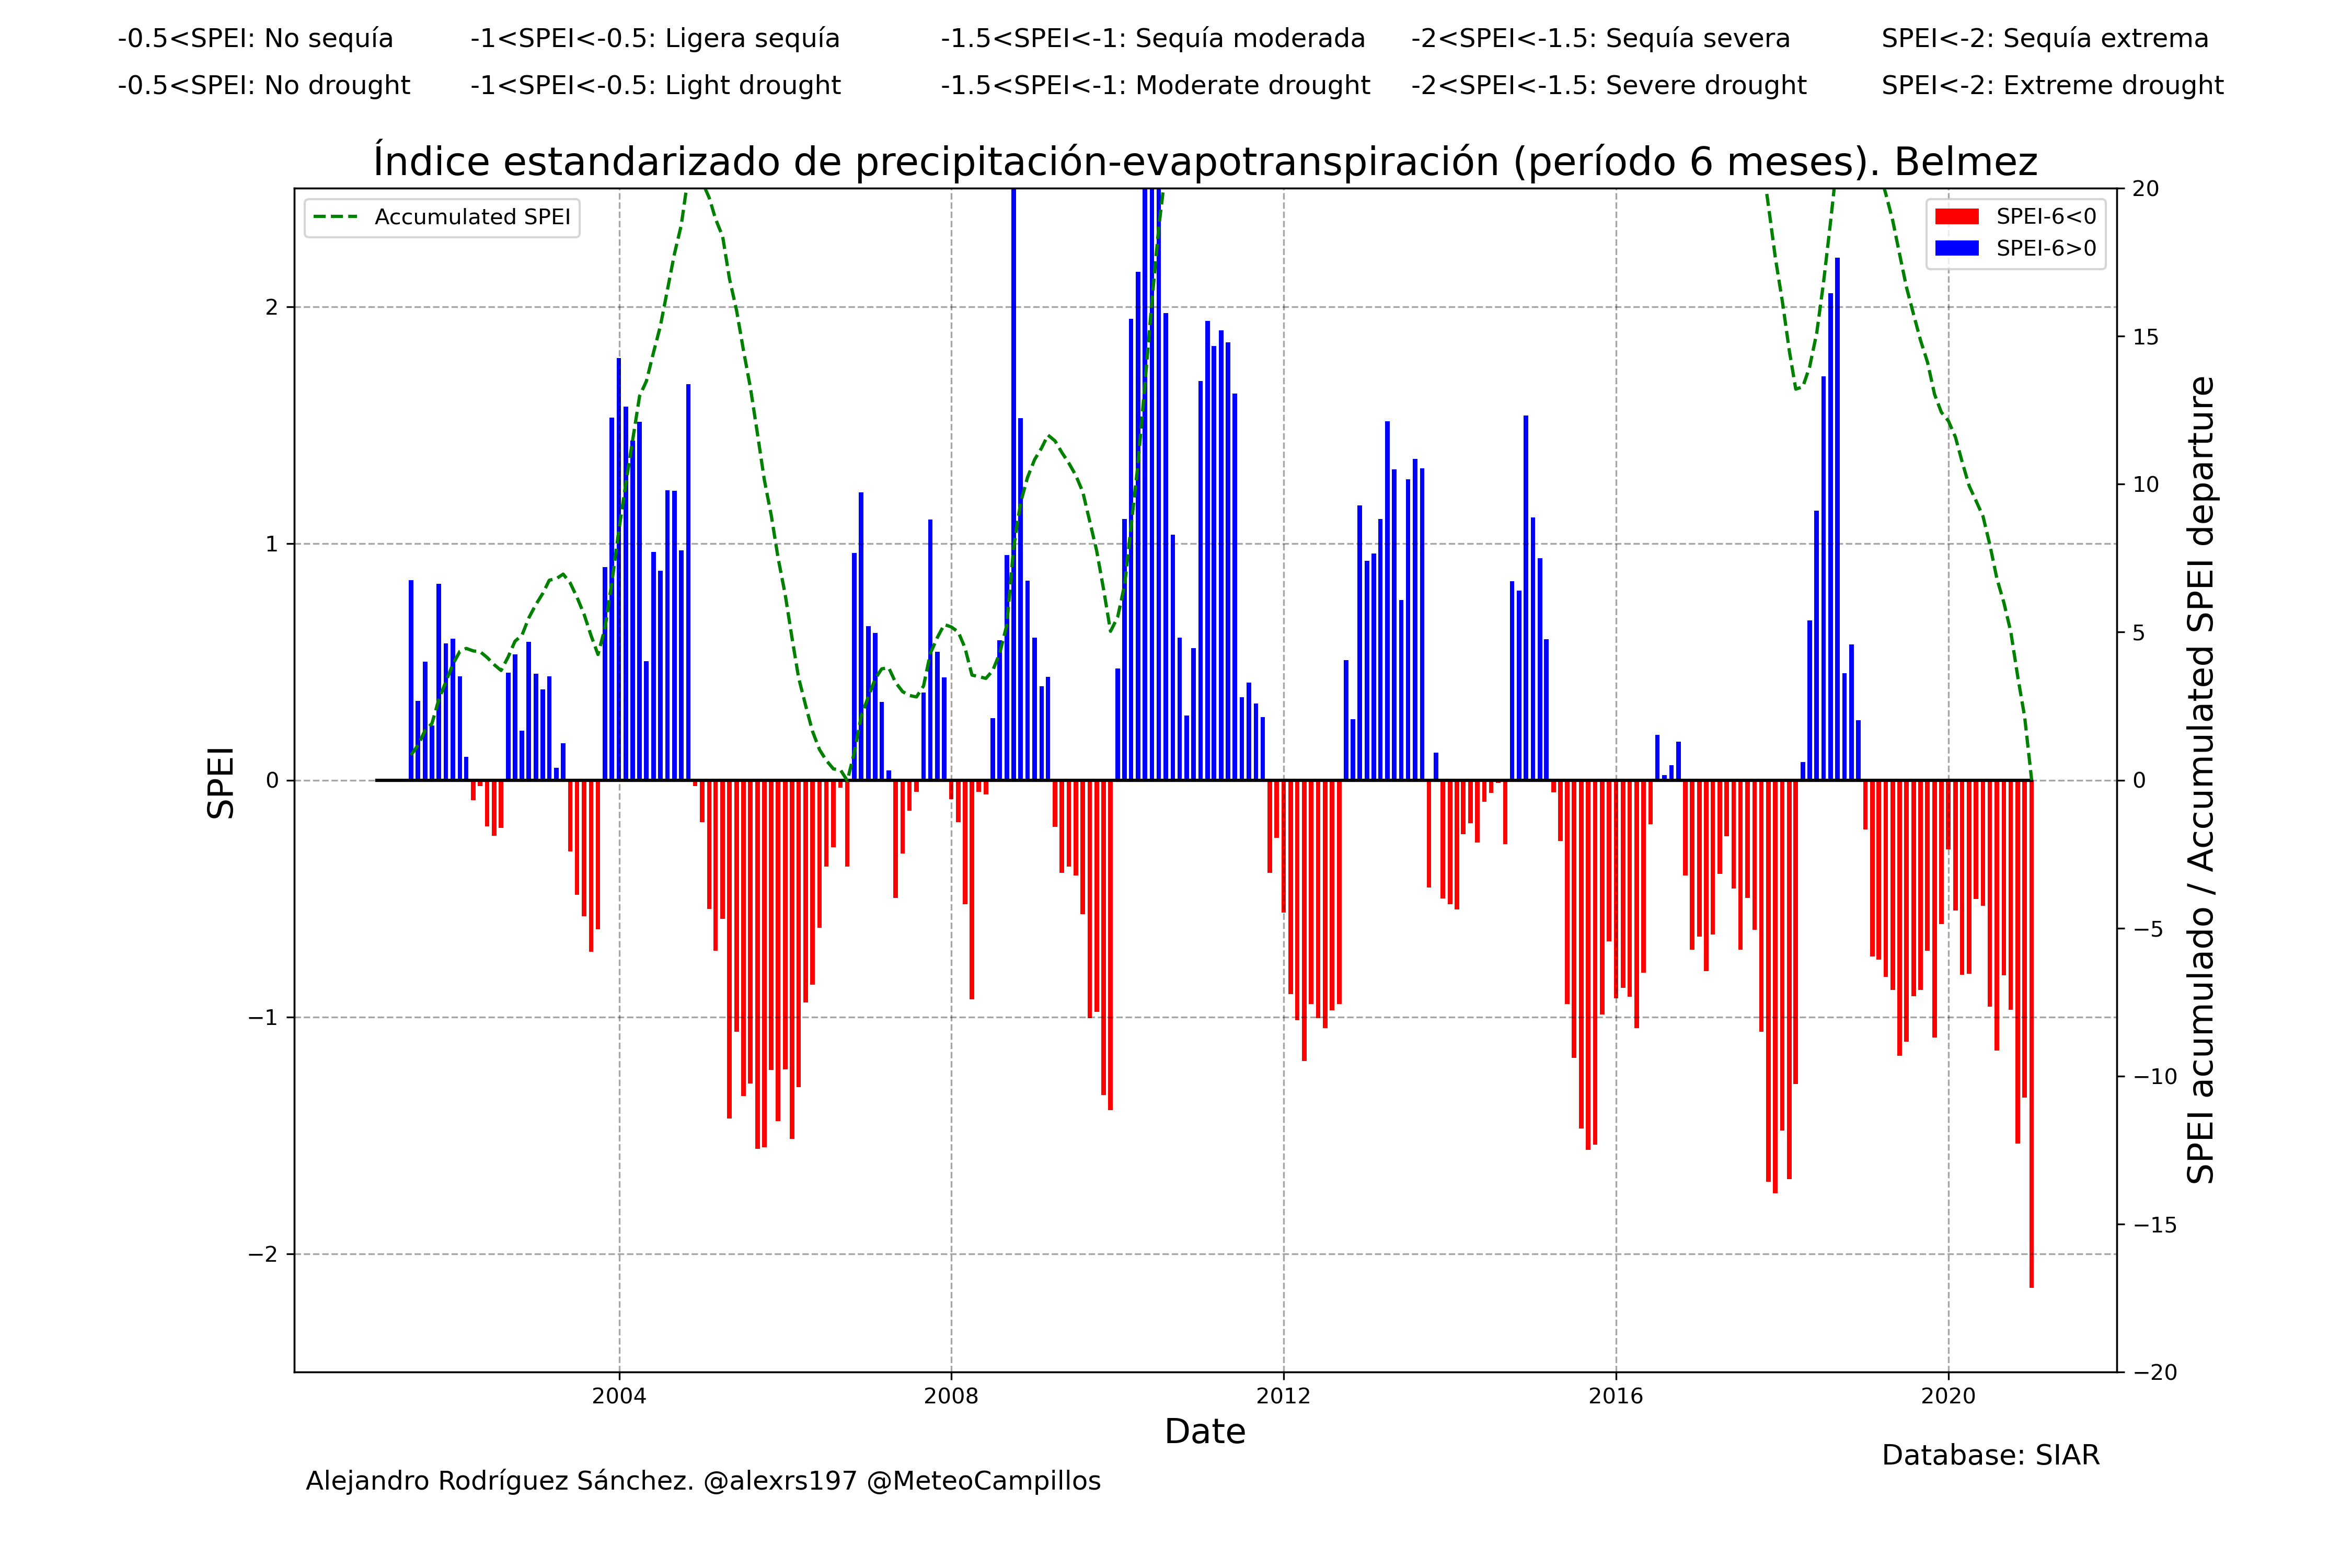 -0.5<SPEI: No sequía -1<SPEI<-0.5: Ligera sequía -1.5<SPEI<-1: Sequía moderada -2<SPEI<-1.5: Sequía severa SPEI<-2: Sequía extrema
-0.5<SPEI: No drought -1<SPEI<-0.5: Light drought -1.5<SPEI<-1: Moderate drought -2<SPEI<-1.5: Severe drought SPEI<-2: Extreme drought
Índice estandarizado de precipitación-evapotranspiración (período 6 meses). Belmez
Accumulated SPEI
SPEI-6<0
SPEI-6>0
SPEI
2
1
0
−1
−2
20
15
10
5
0
−5
−10
−15
−20
SPEI acumulado / Accumulated SPEI departure
2004 2008 2012 2016 2020
Date
Database: SIAR
Alejandro Rodríguez Sánchez. @alexrs197 @MeteoCampillos